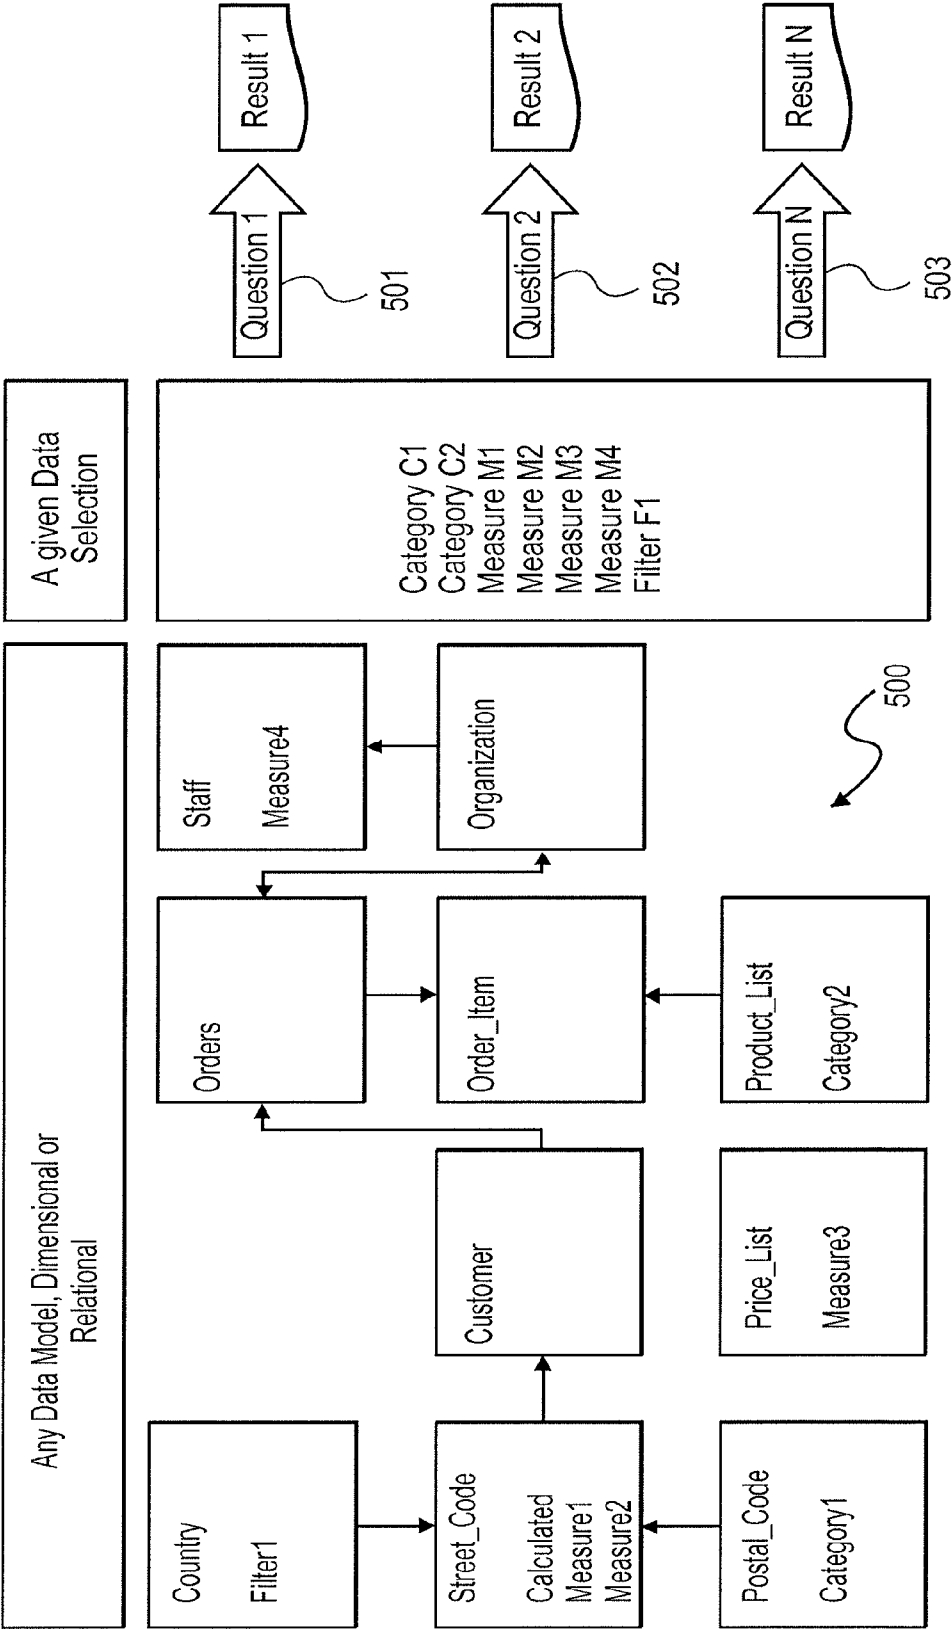 Any Data Model, Dimensional or
Relational
A given Data
Selection
Country
Filter1
Street_Code
Calculated
Measure1
Measure2
Postal_Code
Category1
Customer
Price_List
Measure3
Orders
Order_Item
Product_List
Category2
Staff
Measure4
Organization
500
Category C1
Category C2
Measure M1
Measure M2
Measure M3
Measure M4
Filter F1
Question 1
501
Result 1
Question 2
502
Result 2
Question N
503
Result N